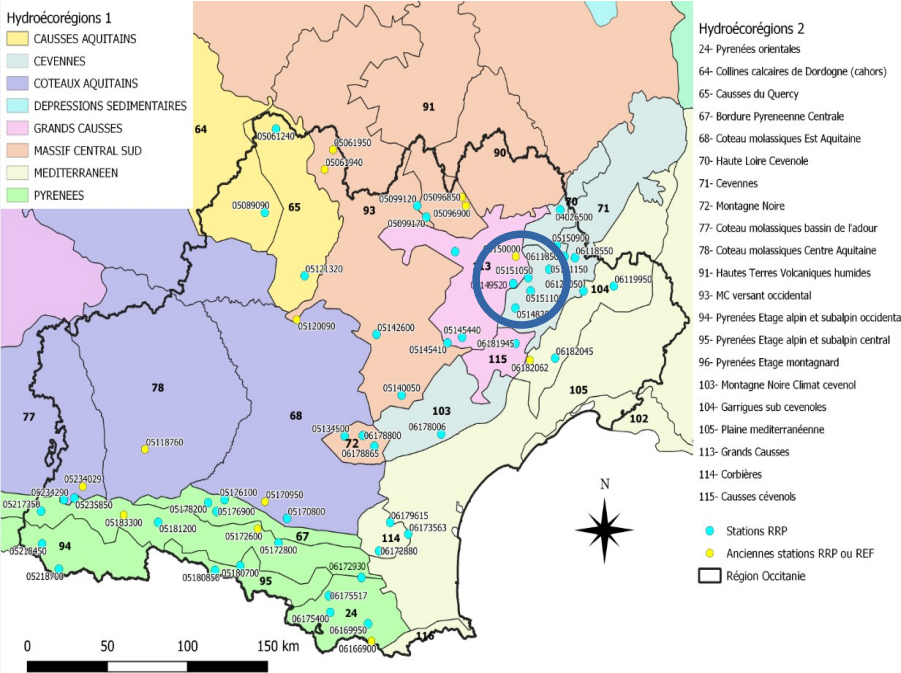 Hydroécorégions 1
CAUSSES AQUITAINS
CEVENNES
COTEAUX AQUITAINS
DEPRESSIONS SEDIMENTAIRES
GRANDS CAUSSES
MASSIF CENTRAL SUD
MEDITERRANEEN
PYRENEES
Hydroécorégions 2
24- Pyrénées orientales
64- Collines calcaires de Dordogne (cahors)
65- Causses du Quercy
67- Bordure Pyreneenne Centrale
68- Coteau molassiques Est Aquitaine
70- Haute Loire Cevenole
71- Cevennes
72- Montagne Noire
77- Coteau molassiques bassin de l'adour
78- Coteau molassiques Centre Aquitaine
91- Hautes Terres Volcaniques humides
93- MC versant occidental
94- Pyrénées Etage alpin et subalpin occidenta
95- Pyrénées Etage alpin et subalpin central
96- Pyrénées Etage montagnard
103- Montagne Noire Climat cevenol
104- Garrigues sub cevenoles
105- Plaine mediterranéenne
113- Grands Causses
114- Corbières
115- Causses cévenols
Stations RRP
Anciennes stations RRP ou REF
Région Occitanie
N
91
64
05061240
05061950
90
05061940
05099120
05096850
70
71
05089090
65
93
05099170
05096900
04026500
05150900
06118550
05121320
05151050
104
06119950
05151100
05120090
05142600
05145440
05145410
06181945
06182045
115
06182062
78
05140050
105
77
68
103
102
05134500
72
06178800
06178006
06178865
05118760
05234029
05234290
05235850
05176100
05170950
05217350
05178200
05176900
05183300
05181200
05170800
06179615
05172600
67
114
06173563
05218450
94
05172800
06172880
05218700
05180850
05180700
95
06172930
06175517
06175400
24
06169950
06166900
116
0 50 100 150 km